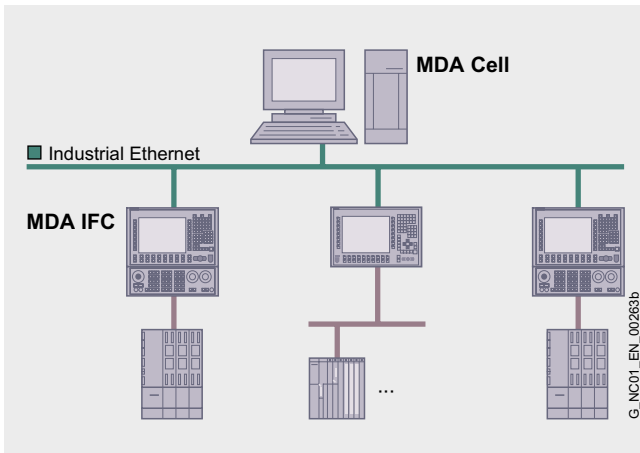 MDA Cell
Industrial Ethernet
MDA IFC
...
G_NC01_EN_00263b